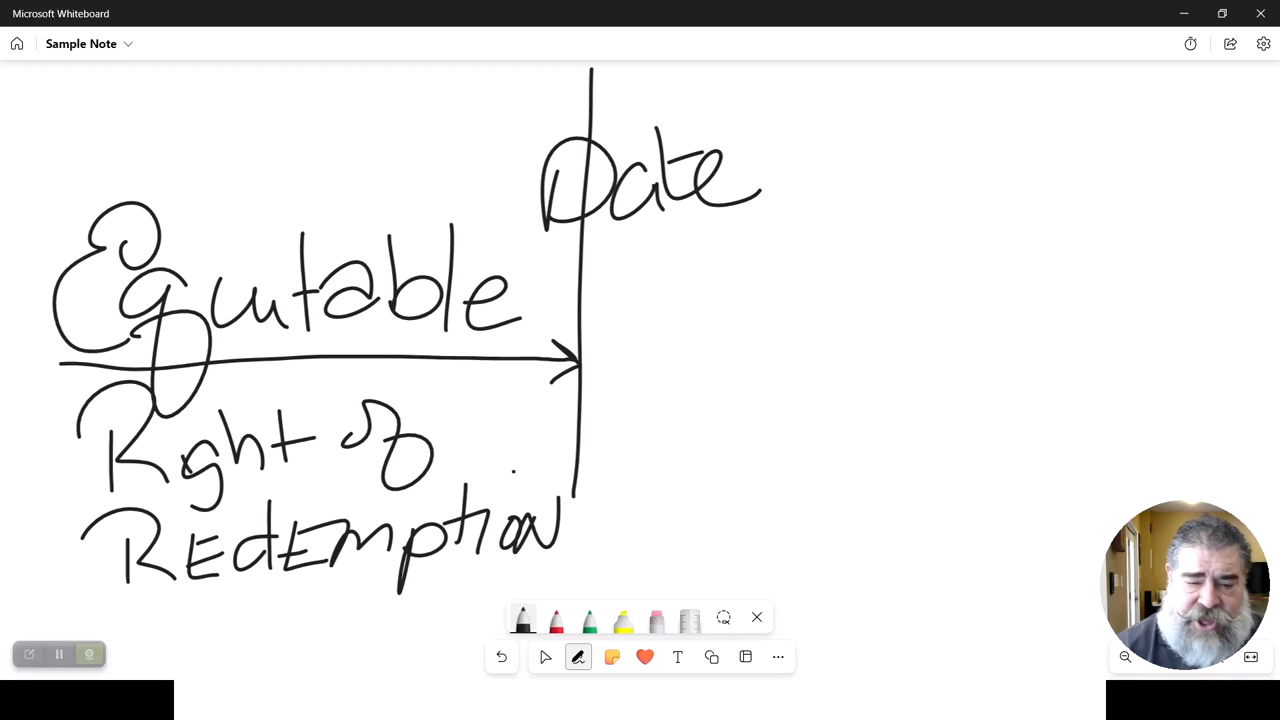 Microsoft Whiteboard
Sample Note
Date
Equitable
Right of
REdEmption
T